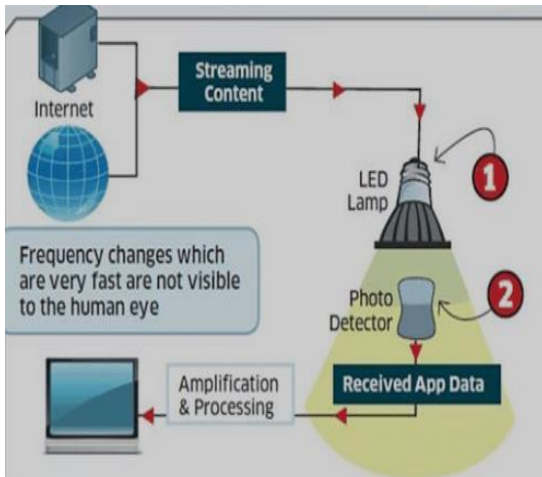 Streaming
Content
Internet
LED
Lamp
1
Frequency changes which
are very fast are not visible
to the human eye
Photo
Detector
2
Amplification
& Processing
Received App Data